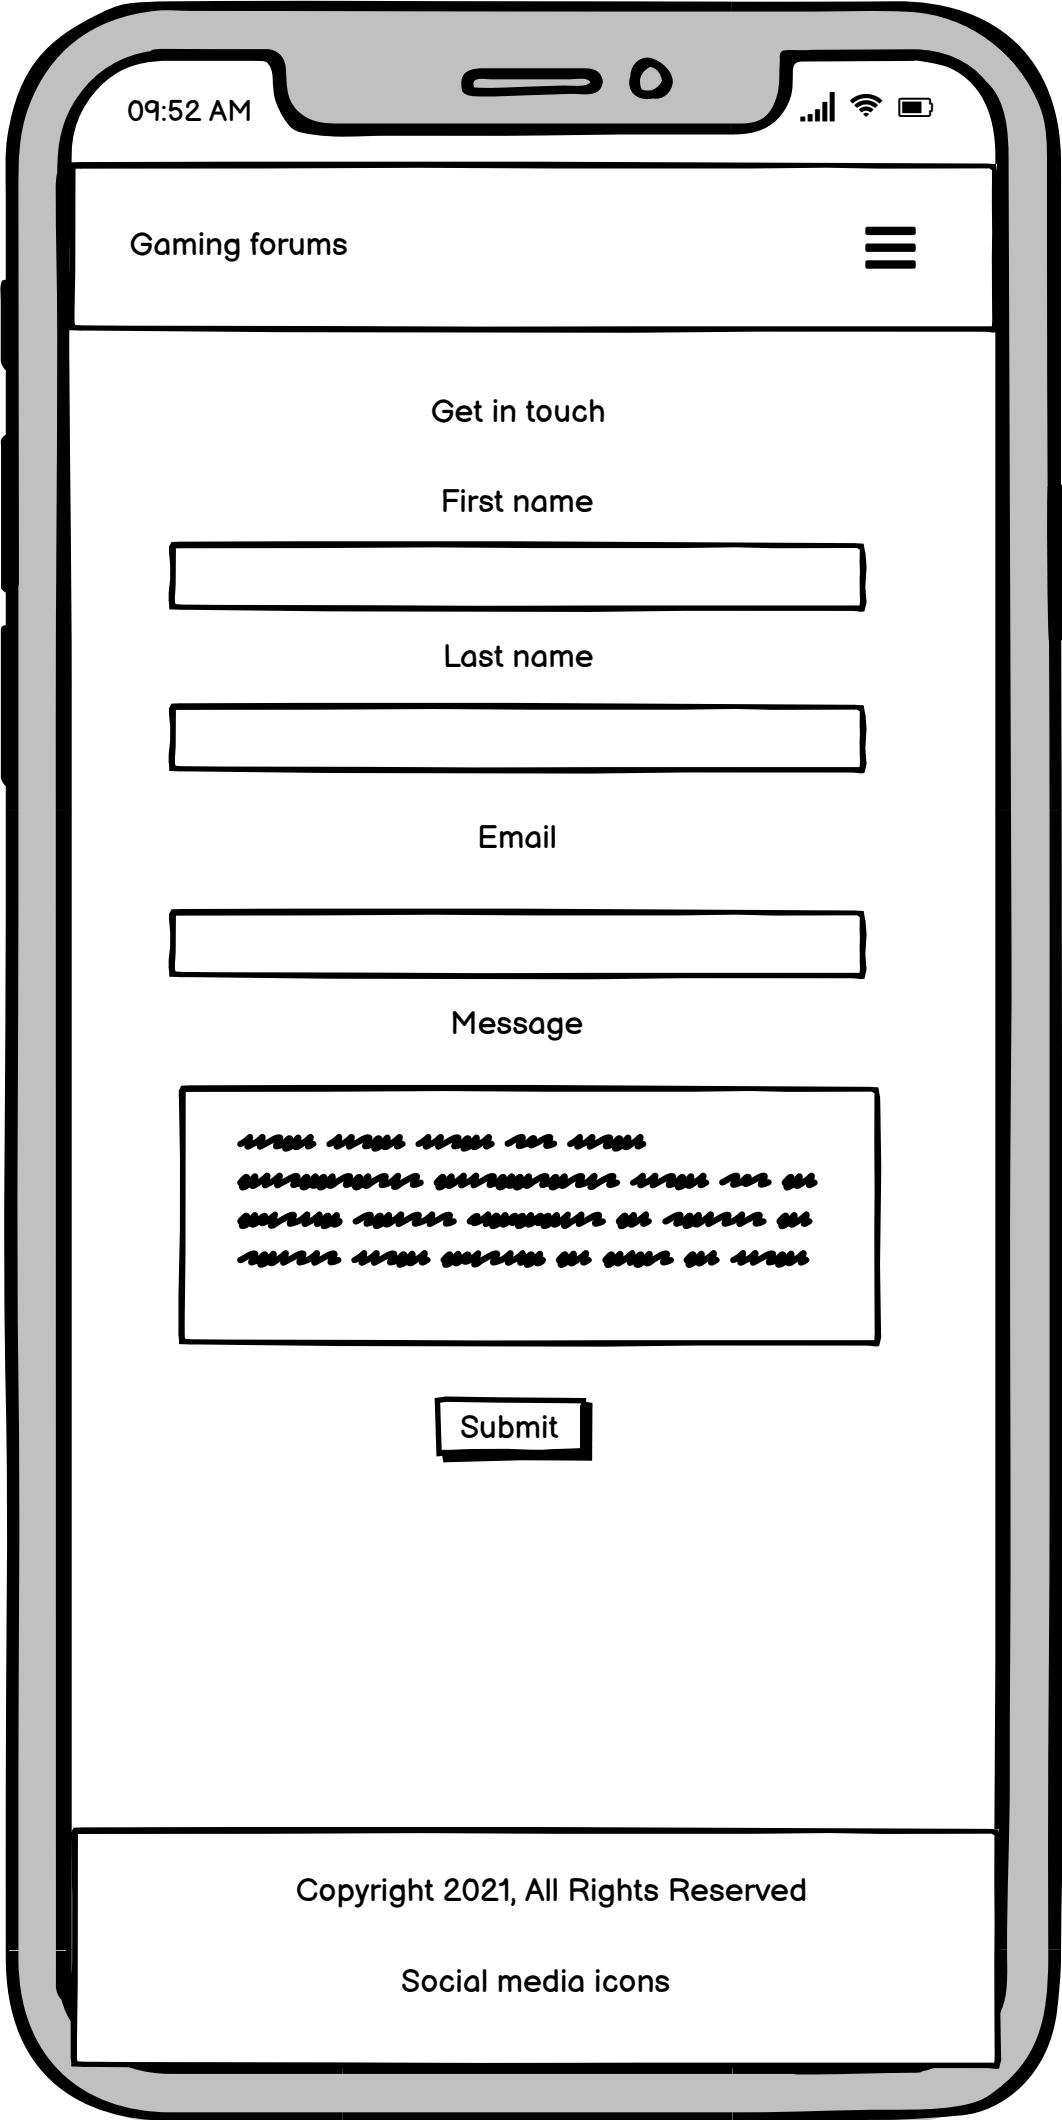 09:52 AM
Gaming forums
Get in touch
First name
Last name
Email
Message
Submit
Copyright 2021, All Rights Reserved
Social media icons